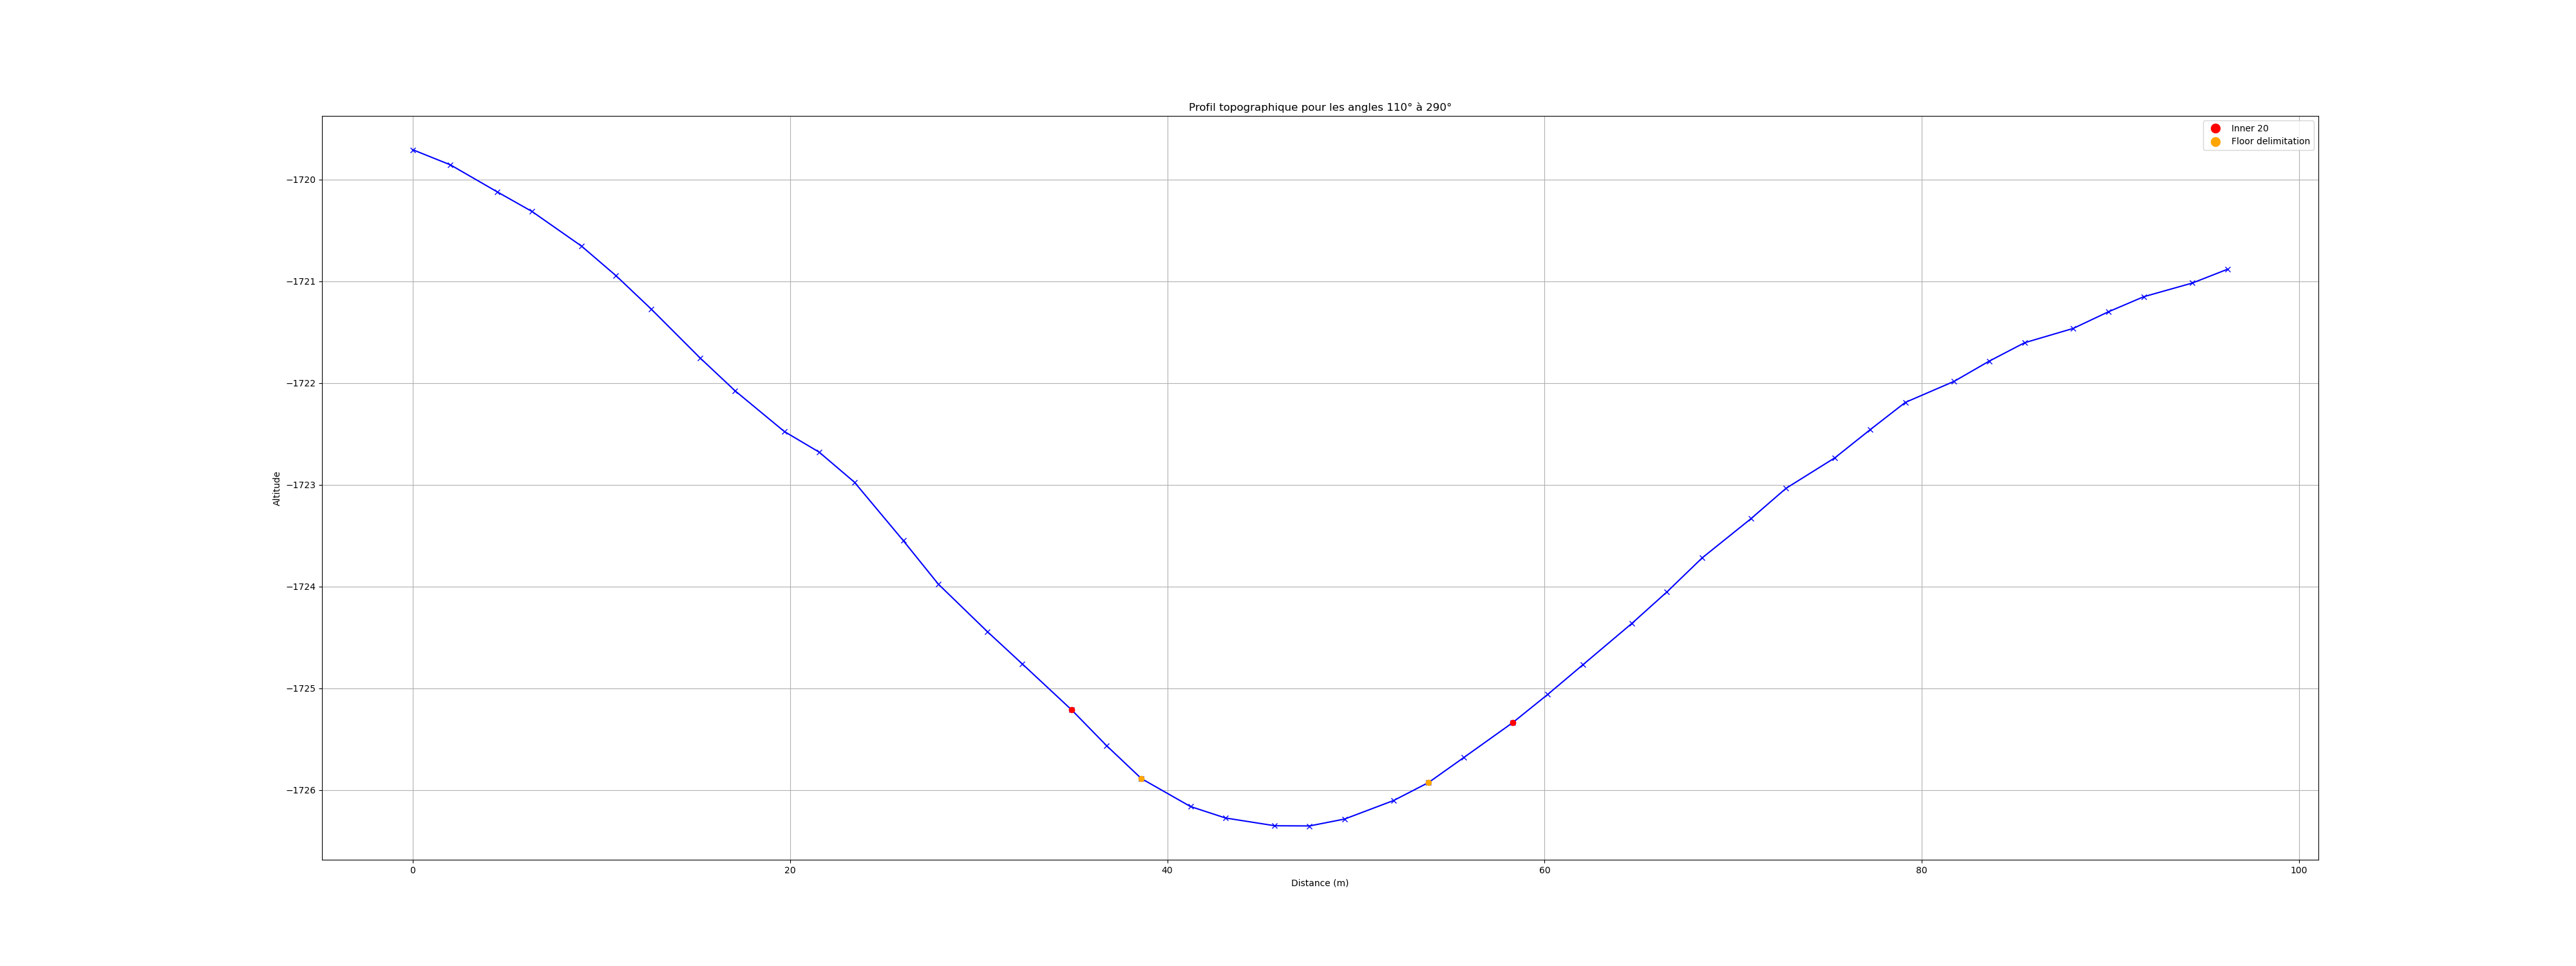 Profil topographique pour les angles 110° à 290°
Inner 20
Floor delimitation
−1720
−1721
−1722
−1723
−1724
−1725
−1726
Altitude
0 20 40 60 80 100
Distance (m)